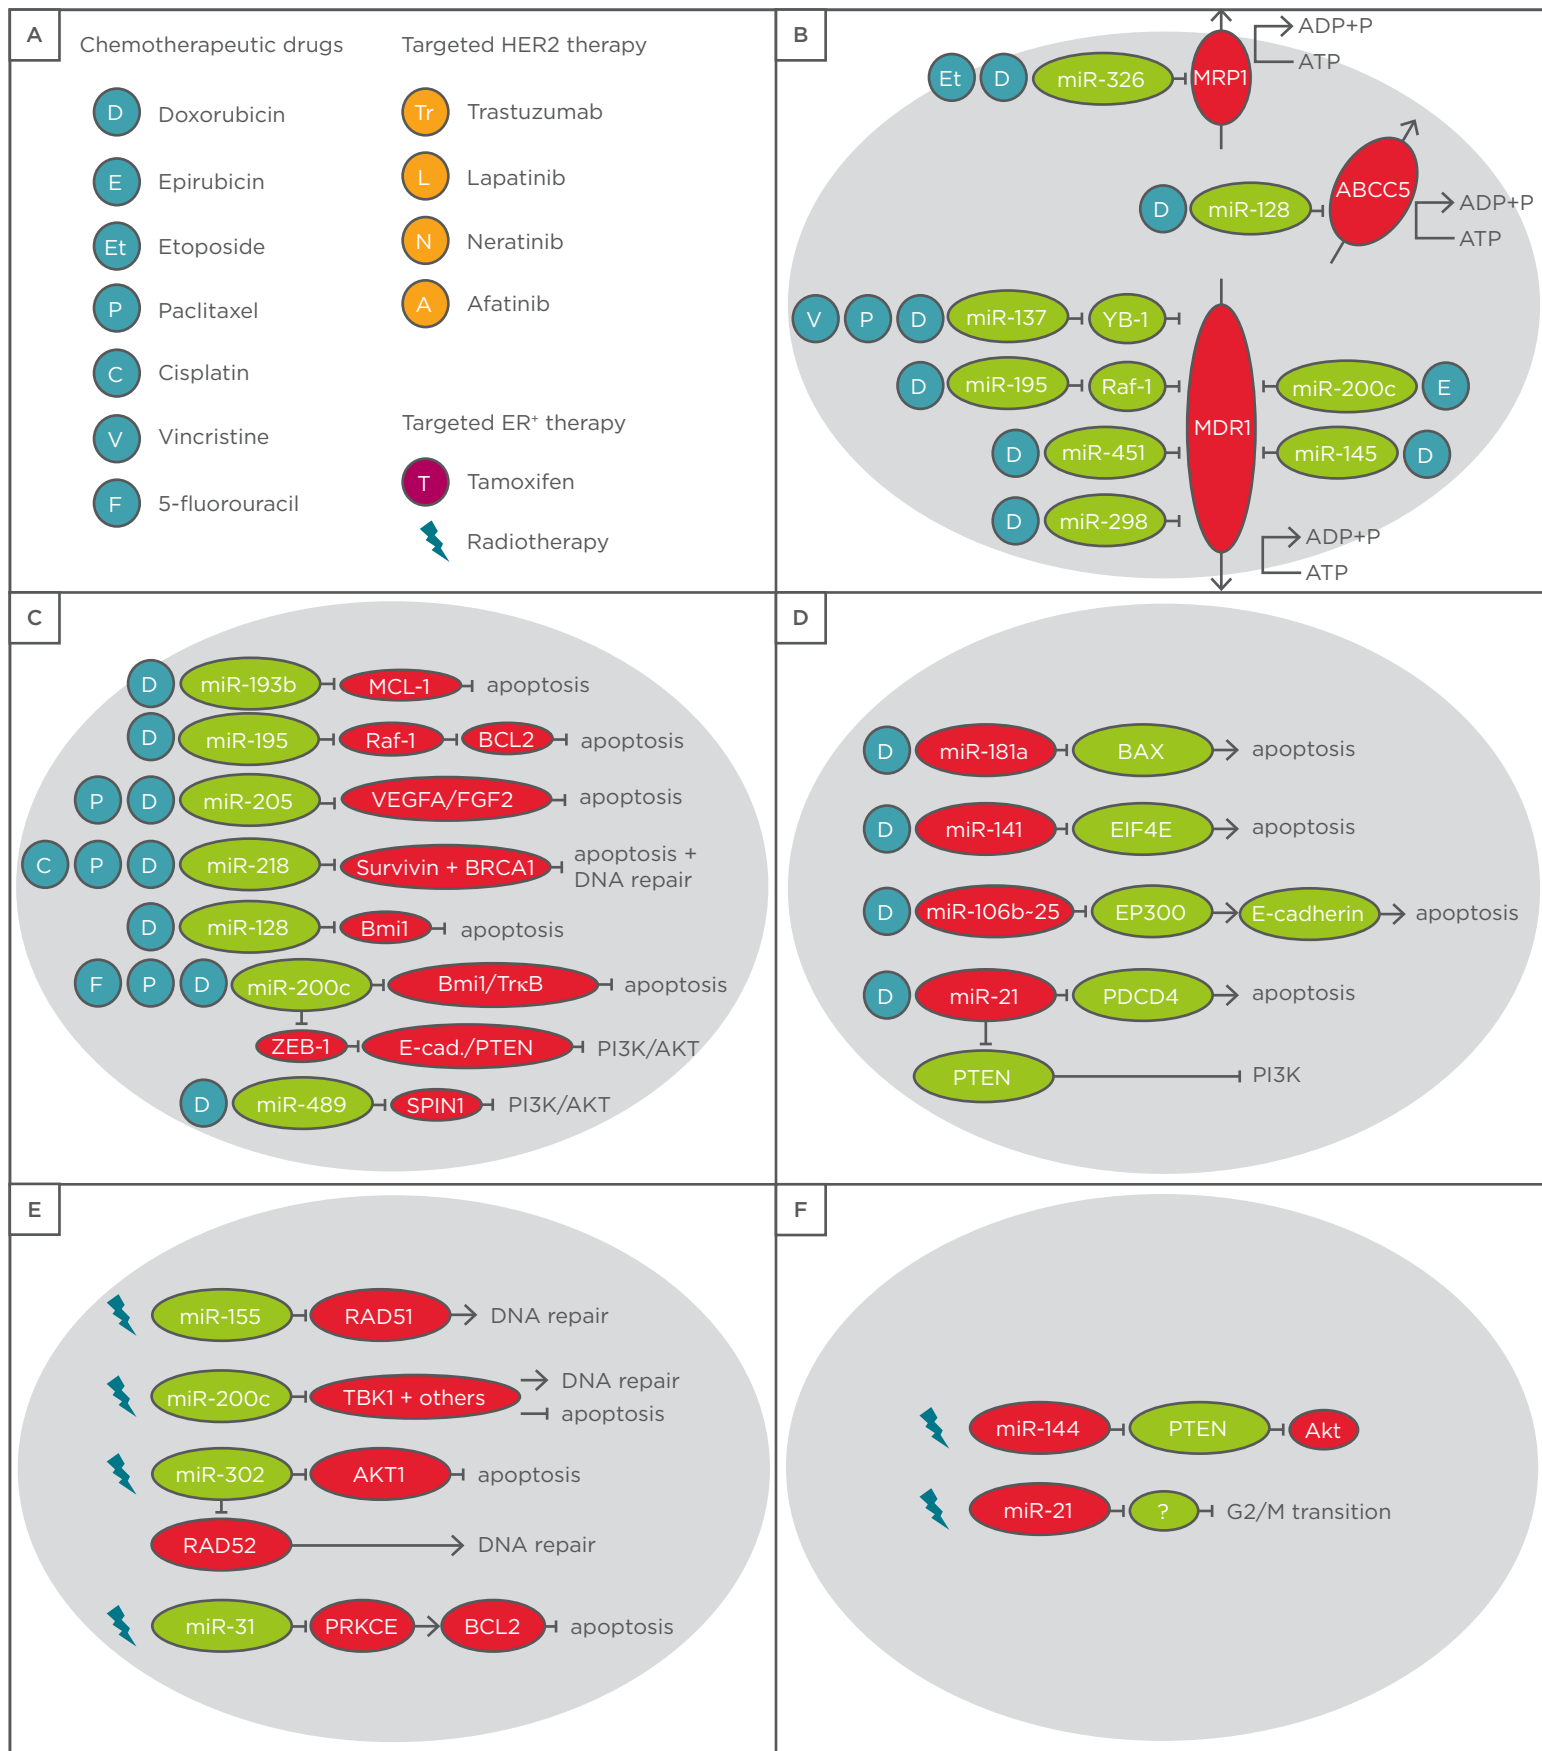 A
Chemotherapeutic drugs
D Doxorubicin
E Epirubicin
Et Etoposide
P Paclitaxel
C Cisplatin
V Vincristine
F 5-fluorouracil
Targeted HER2 therapy
Tr Trastuzumab
L Lapatinib
N Neratinib
A Afatinib
Targeted ER⁺ therapy
T Tamoxifen
Radiotherapy
B
ADP+P
Et D miR-326 MRP1 ATP
D miR-128 ABCC5 ADP+P
ATP
V P D miR-137 YB-1
D miR-195 Raf-1 miR-200c E
MDR1
D miR-451 miR-145 D
D miR-298
ADP+P
ATP
C
D miR-193b MCL-1 apoptosis
D miR-195 Raf-1 BCL2 apoptosis
P D miR-205 VEGFA/FGF2 apoptosis
C P D miR-218 Survivin + BRCA1 apoptosis +
DNA repair
D miR-128 Bmi1 apoptosis
F P D miR-200c Bmi1/TrκB apoptosis
ZEB-1 E-cad./PTEN PI3K/AKT
D miR-489 SPIN1 PI3K/AKT
D
D miR-181a BAX apoptosis
D miR-141 EIF4E apoptosis
D miR-106b~25 EP300 E-cadherin apoptosis
D miR-21 PDCD4 apoptosis
PTEN PI3K
E
miR-155 RAD51 DNA repair
miR-200c TBK1 + others DNA repair
apoptosis
miR-302 AKT1 apoptosis
RAD52 DNA repair
miR-31 PRKCE BCL2 apoptosis
F
miR-144 PTEN Akt
miR-21 ? G2/M transition